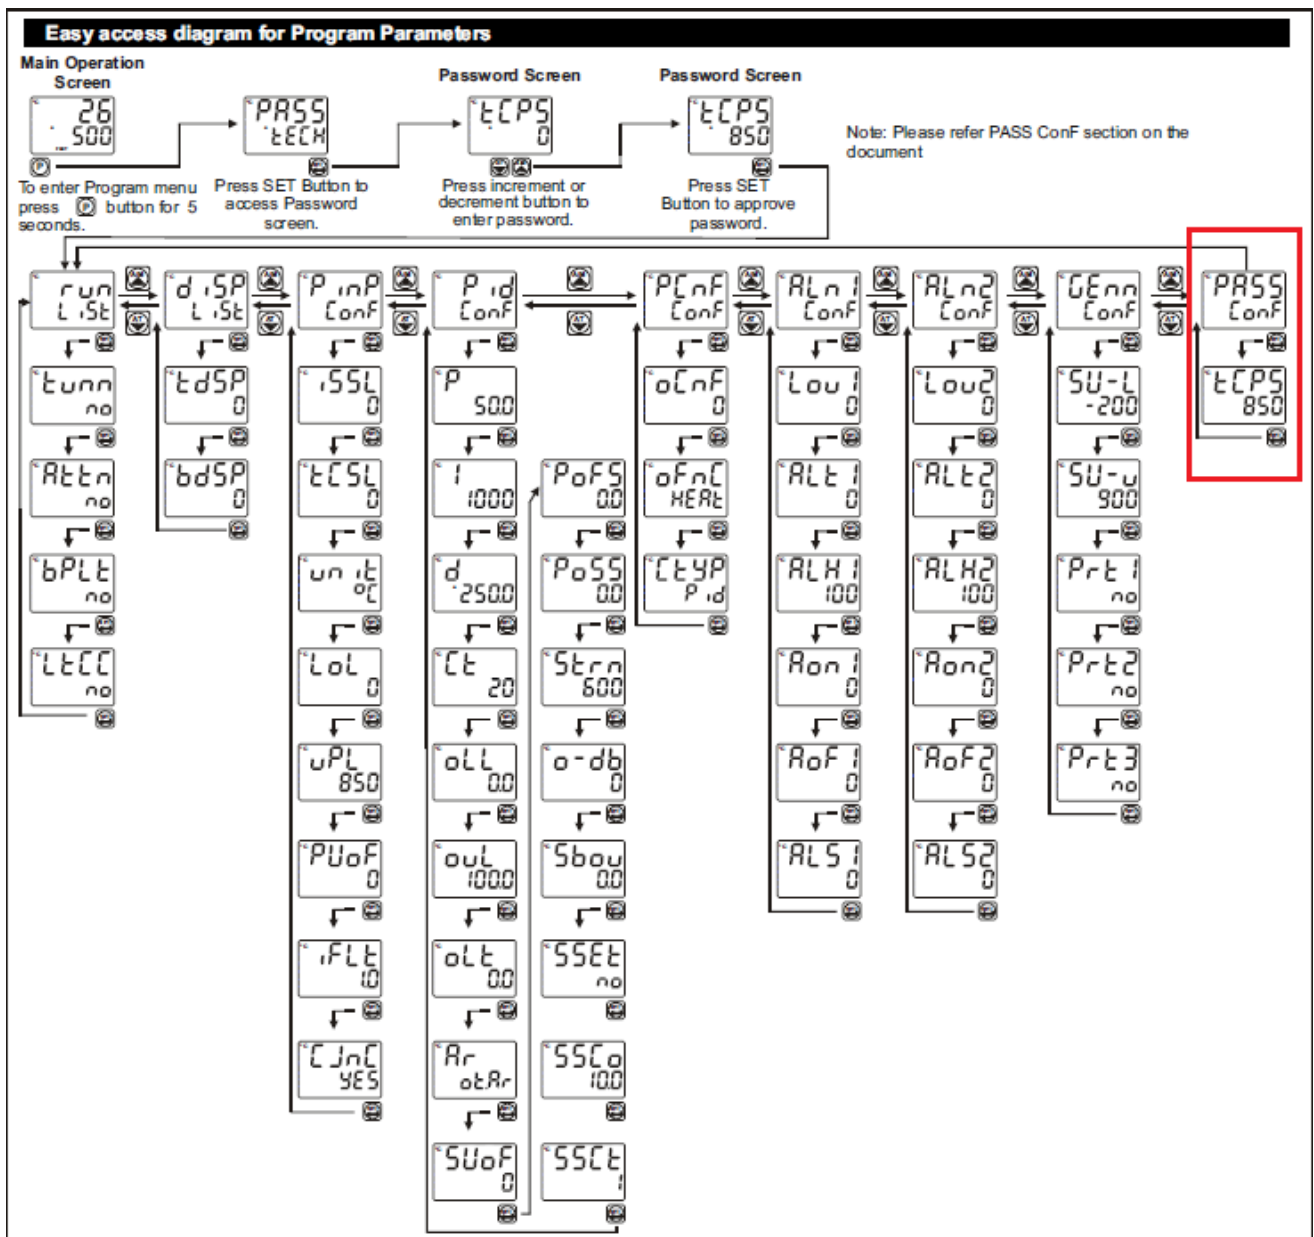 Easy access diagram for Program Parameters
Main Operation
Screen
Password Screen
Password Screen
26
500
PASS
tECH
tCPS
0
tCPS
850
Note: Please refer PASS ConF section on the
document
To enter Program menu
press P button for 5
seconds.
Press SET Button to
access Password
screen.
Press increment or
decrement button to
enter password.
Press SET
Button to approve
password.
run
LiSt
diSP
LiSt
PinP
ConF
Pid
ConF
PCnF
ConF
ALn1
ConF
ALn2
ConF
GEnn
ConF
PASS
ConF
tunn
no
tdSP
0
iSSL
0
P
50.0
oCnF
0
Lou1
0
Lou2
0
SU-L
-200
tCPS
850
Attn
no
bdSP
0
tCSL
0
I
1000
PoFS
0.0
oFnC
HEAt
ALt1
0
ALt2
0
SU-u
900
bPLt
no
unit
°C
d
250.0
PoSS
0.0
CtYP
Pid
ALH1
100
ALH2
100
Prt1
no
LtCC
no
LoL
0
Ct
20
Strn
600
Aon1
0
Aon2
0
Prt2
no
uPL
850
oLL
0.0
o-db
0
AoF1
0
AoF2
0
Prt3
no
PUoF
0
ouL
100.0
Sbou
0.0
ALS1
0
ALS2
0
iFLt
1.0
oLt
0.0
SSEt
no
CJnC
YES
Ar
ot.Ar
SSCo
10.0
SUoF
0
SSCt
1